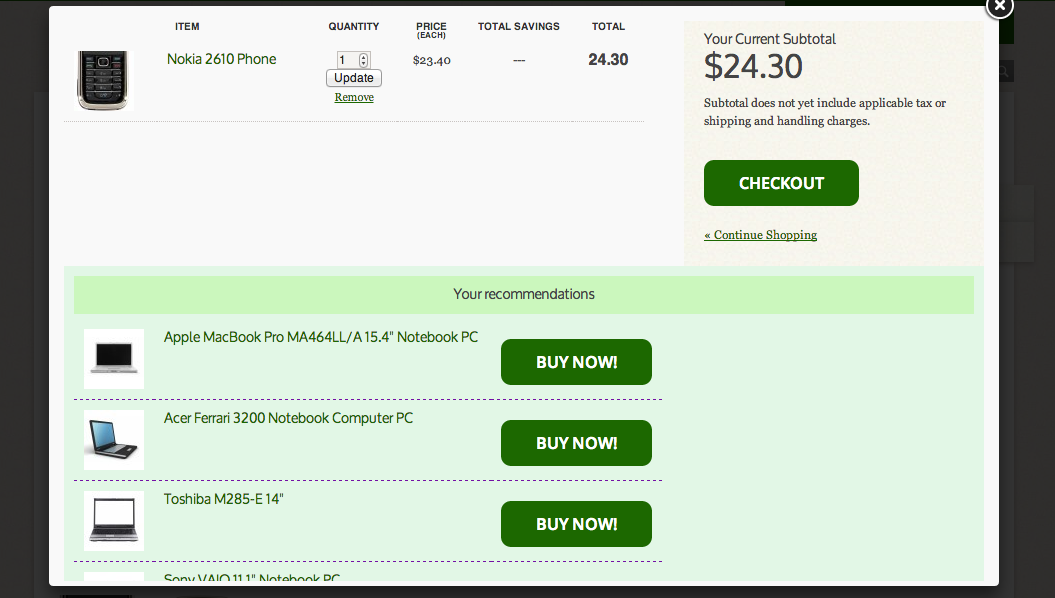 ITEM QUANTITY PRICE TOTAL SAVINGS TOTAL
(EACH)
Nokia 2610 Phone 1 $23.40 --- 24.30
Update
Remove
Your Current Subtotal
$24.30
Subtotal does not yet include applicable tax or
shipping and handling charges.
CHECKOUT
« Continue Shopping
Your recommendations
Apple MacBook Pro MA464LL/A 15.4" Notebook PC
BUY NOW!
Acer Ferrari 3200 Notebook Computer PC
BUY NOW!
Toshiba M285-E 14"
BUY NOW!
Sony VAIO 11.1" Notebook PC